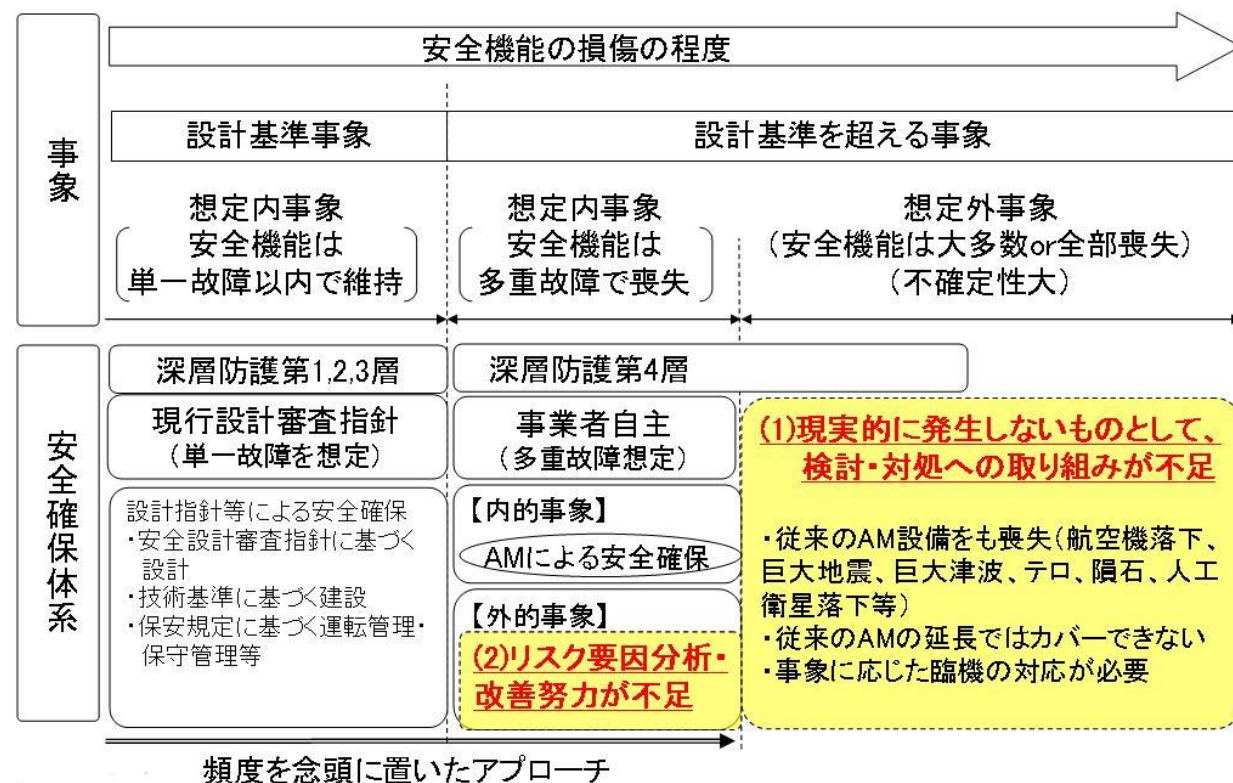 安全機能の損傷の程度
事象
設計基準事象
設計基準を超える事象
想定内事象
安全機能は
単一故障以内で維持
想定内事象
安全機能は
多重故障で喪失
想定外事象
(安全機能は大多数or全部喪失)
(不確定性大)
安全確保体系
深層防護第1,2,3層
深層防護第4層
現行設計審査指針
(単一故障を想定)
設計指針等による安全確保
・安全設計審査指針に基づく
設計
・技術基準に基づく建設
・保安規定に基づく運転管理・
保守管理等
事業者自主
(多重故障想定)
【内的事象】
AMによる安全確保
【外的事象】
(2)リスク要因分析・
改善努力が不足
(1)現実的に発生しないものとして、
検討・対処への取り組みが不足
・従来のAM設備をも喪失(航空機落下、
巨大地震、巨大津波、テロ、隕石、人工
衛星落下等)
・従来のAMの延長ではカバーできない
・事象に応じた臨機の対応が必要
頻度を念頭に置いたアプローチ